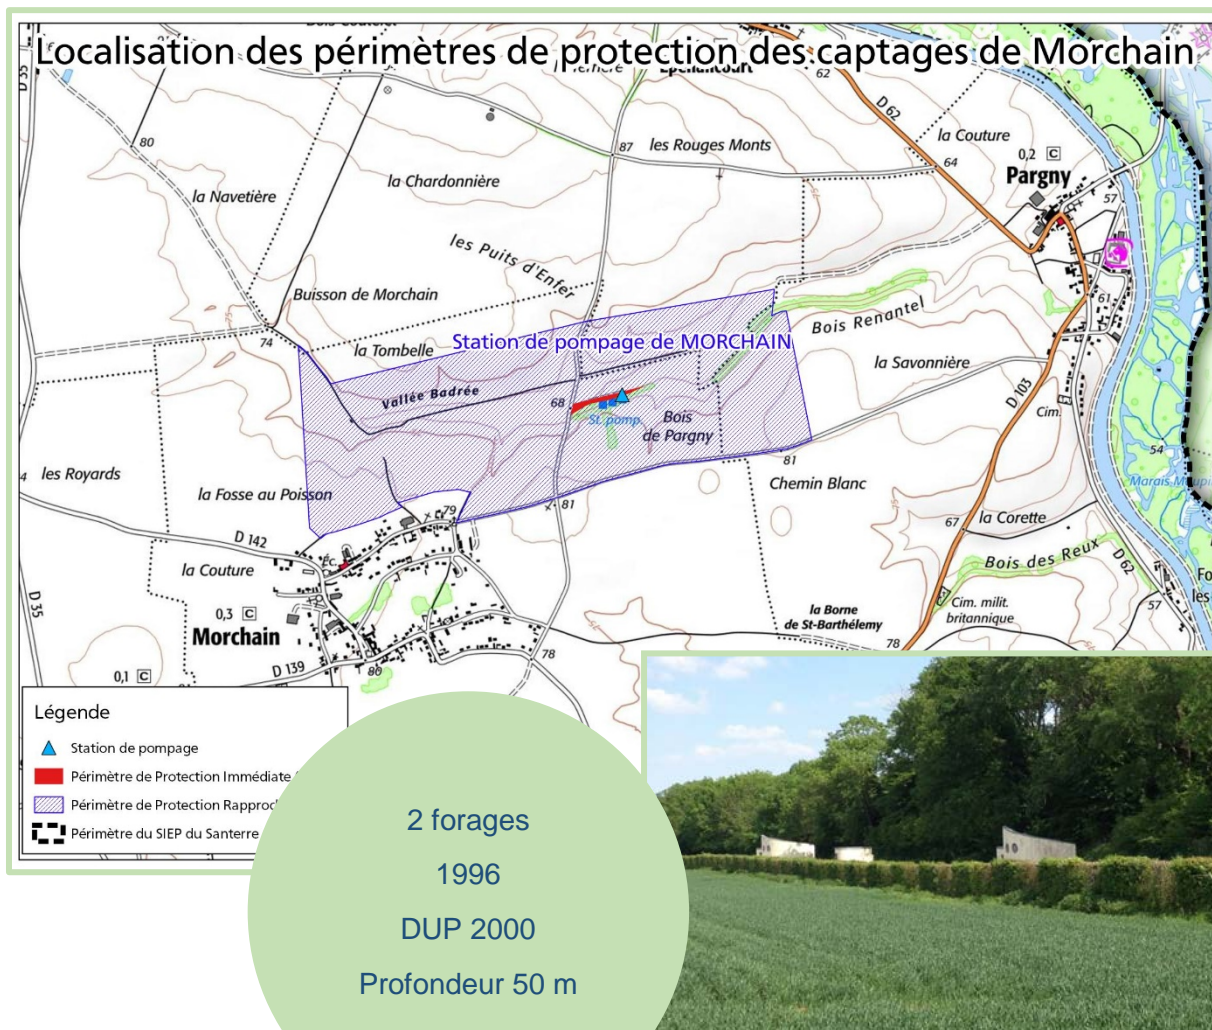 Localisation des périmètres de protection des captages de Morchain
D 35
62
80
87
les Rouges Monts
D 62
la Couture
64
0,2 C
Pargny
57
la Navetière
la Chardonnière
les Puits d'Enfer
Buisson de Morchain
75
74
la Tombelle
Station de pompage de MORCHAIN
Bois Renantel
61
la Savonnière
Vallée Badrée
68
St. pomp.
Bois
de Pargny
D 103
Cim.
les Royards
la Fosse au Poisson
79
81
81
Chemin Blanc
54
67
la Corette
D 142
Éc.
la Couture
Bois des Reux
D 62
57
D 35
0,3 C
Morchain
la Borne
de St-Barthélemy
Cim. milit.
britannique
78
78
75
0,1 C
D 139
80
Légende
Station de pompage
Périmètre de Protection Immédiate
Périmètre de Protection
Périmètre du SIEP du Santerre
2 forages
1996
DUP 2000
Profondeur 50 m